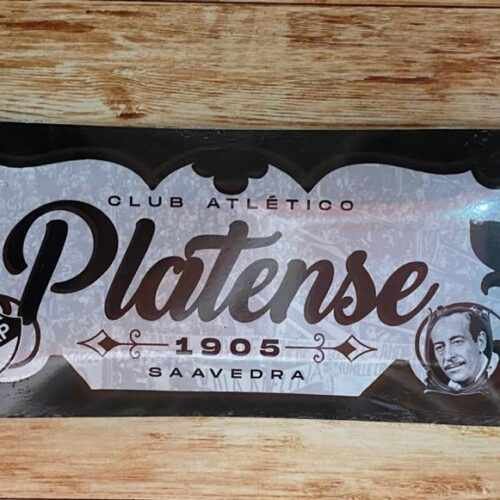 CLUB ATLÉTICO
Platense
1905
SAAVEDRA